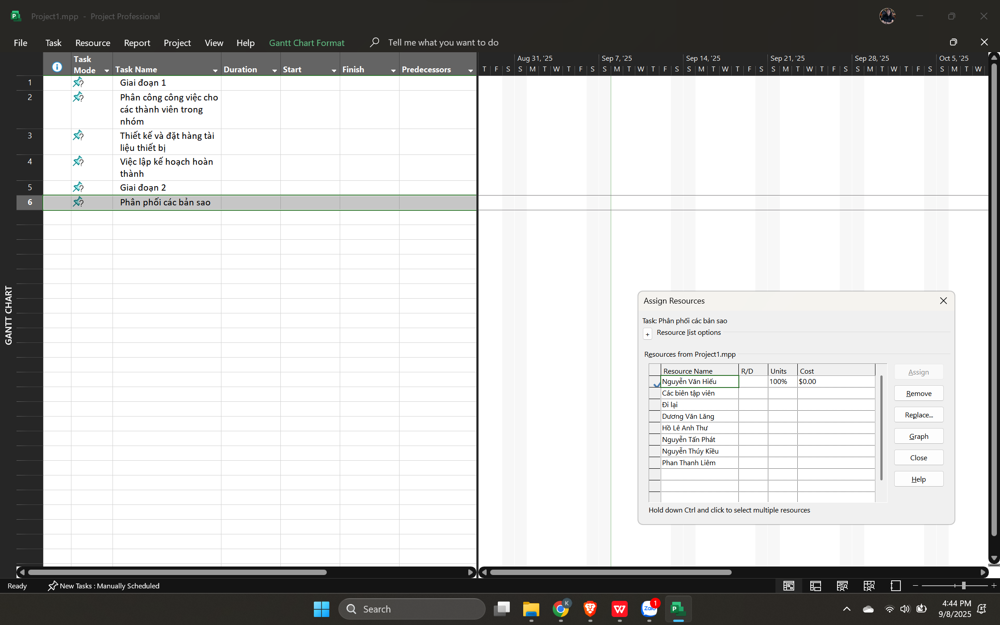 Project1.mpp - Project Professional
File Task Resource Report Project View Help Gantt Chart Format Tell me what you want to do
Task Mode Task Name Duration Start Finish Predecessors
Aug 31, '25 Sep 7, '25 Sep 14, '25 Sep 21, '25 Sep 28, '25 Oct 5, '25
T F S S M T W T F S S M T W T F S S M T W T F S S M T W T F S S M T W T F S S M T W
1 Giai đoạn 1
2 Phân công công việc cho
các thành viên trong
nhóm
3 Thiết kế và đặt hàng tài
liệu thiết bị
4 Việc lập kế hoạch hoàn
thành
5 Giai đoạn 2
6 Phân phối các bản sao
GANTT CHART
Assign Resources
Task: Phân phối các bản sao
+ Resource list options
Resources from Project1.mpp
Resource Name R/D Units Cost
Nguyễn Văn Hiếu 100% $0.00
Các biên tập viên
Đi lại
Dương Văn Lăng
Hồ Lê Anh Thư
Nguyễn Tấn Phát
Nguyễn Thúy Kiều
Phan Thanh Liêm
Assign
Remove
Replace...
Graph
Close
Help
Hold down Ctrl and click to select multiple resources
Ready New Tasks : Manually Scheduled
Search
K
Zalo
1
4:44 PM
9/8/2025